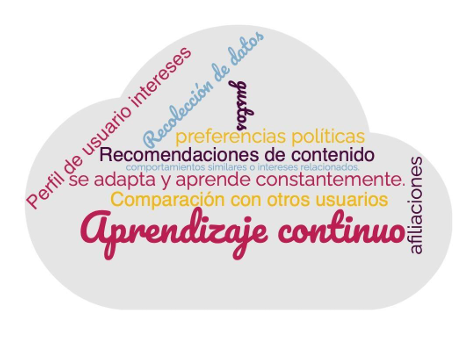 Perfil de usuario intereses
Recolección de datos
gustos
preferencias políticas
Recomendaciones de contenido
comportamientos similares o intereses relacionados.
se adapta y aprende constantemente.
Comparación con otros usuarios
Aprendizaje continuo
afiliaciones